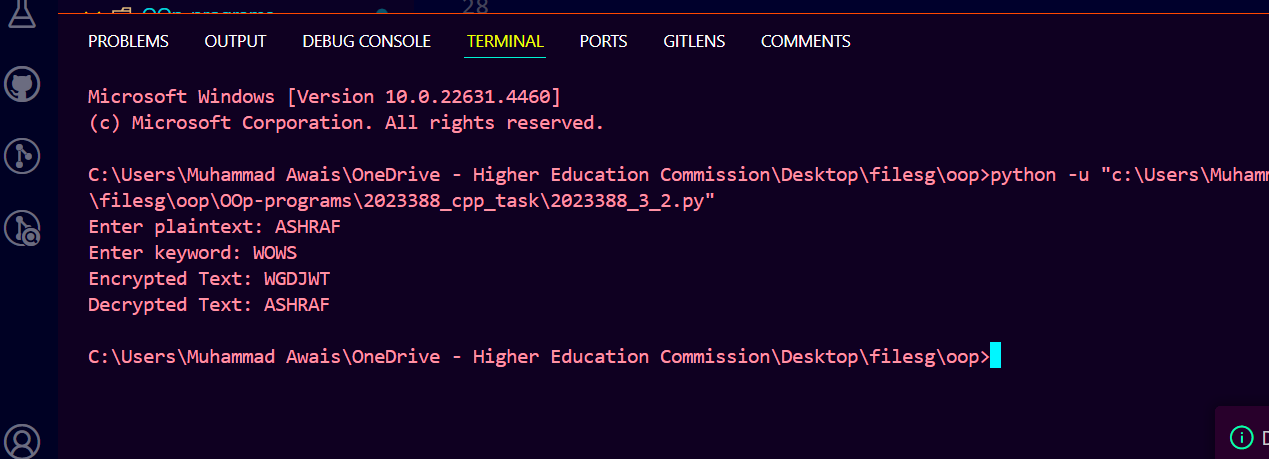 28
PROBLEMS OUTPUT DEBUG CONSOLE TERMINAL PORTS GITLENS COMMENTS
Microsoft Windows [Version 10.0.22631.4460]
(c) Microsoft Corporation. All rights reserved.
C:\Users\Muhammad Awais\OneDrive - Higher Education Commission\Desktop\filesg\oop>python -u "c:\Users\Muhamm
\filesg\oop\OOp-programs\2023388_cpp_task\2023388_3_2.py"
Enter plaintext: ASHRAF
Enter keyword: WOWS
Encrypted Text: WGDJWT
Decrypted Text: ASHRAF
C:\Users\Muhammad Awais\OneDrive - Higher Education Commission\Desktop\filesg\oop>